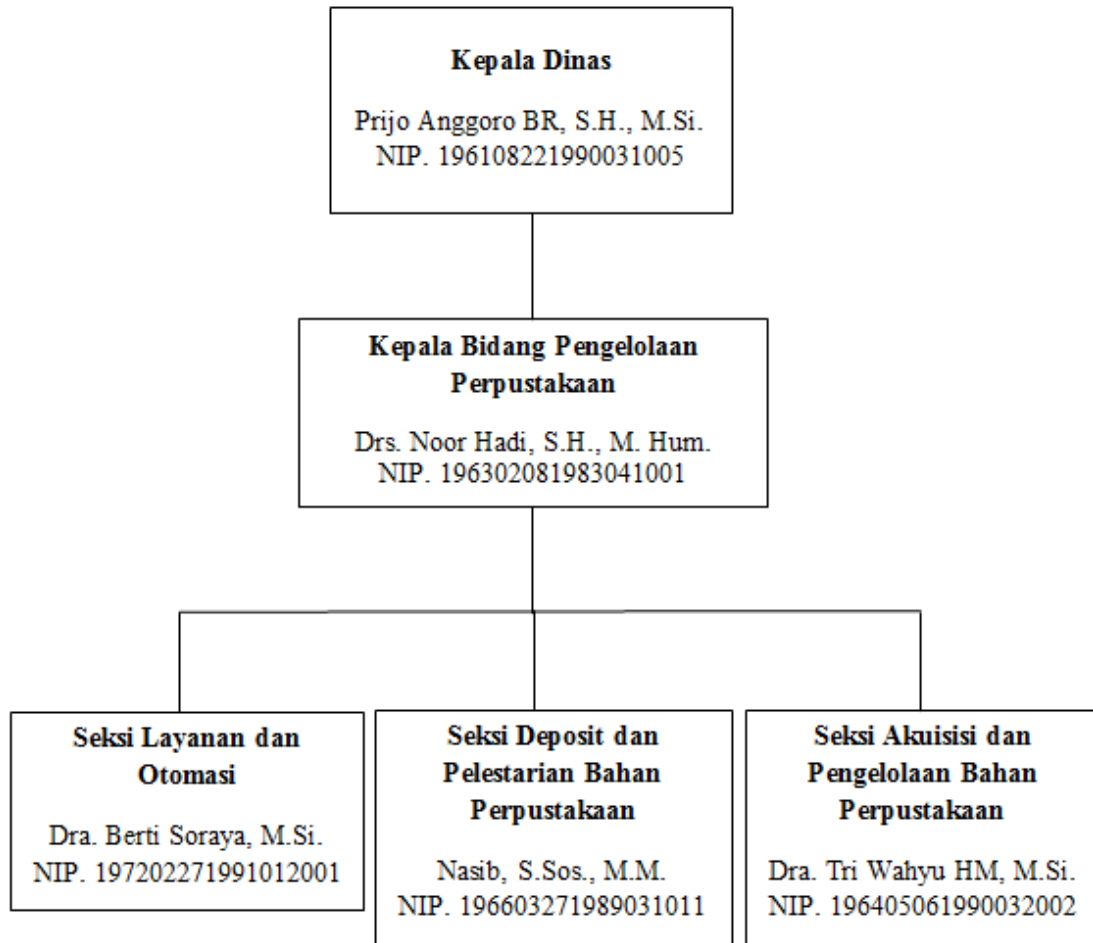 Kepala Dinas
Prijo Anggoro BR, S.H., M.Si.
NIP. 196108221990031005
Kepala Bidang Pengelolaan
Perpustakaan
Drs. Noor Hadi, S.H., M. Hum.
NIP. 196302081983041001
Seksi Layanan dan
Otomasi
Dra. Berti Soraya, M.Si.
NIP. 197202271991012001
Seksi Deposit dan
Pelestarian Bahan
Perpustakaan
Nasib, S.Sos., M.M.
NIP. 196603271989031011
Seksi Akuisisi dan
Pengelolaan Bahan
Perpustakaan
Dra. Tri Wahyu HM, M.Si.
NIP. 196405061990032002